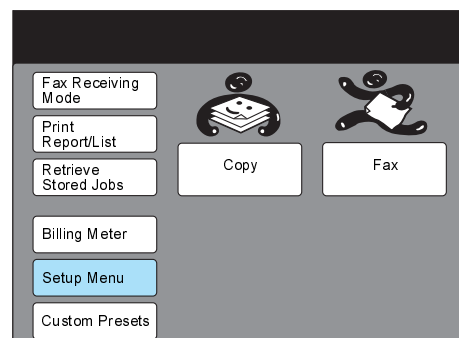 Fax Receiving
Mode
Print
Report/List
Retrieve
Stored Jobs
Copy
Fax
Billing Meter
Setup Menu
Custom Presets